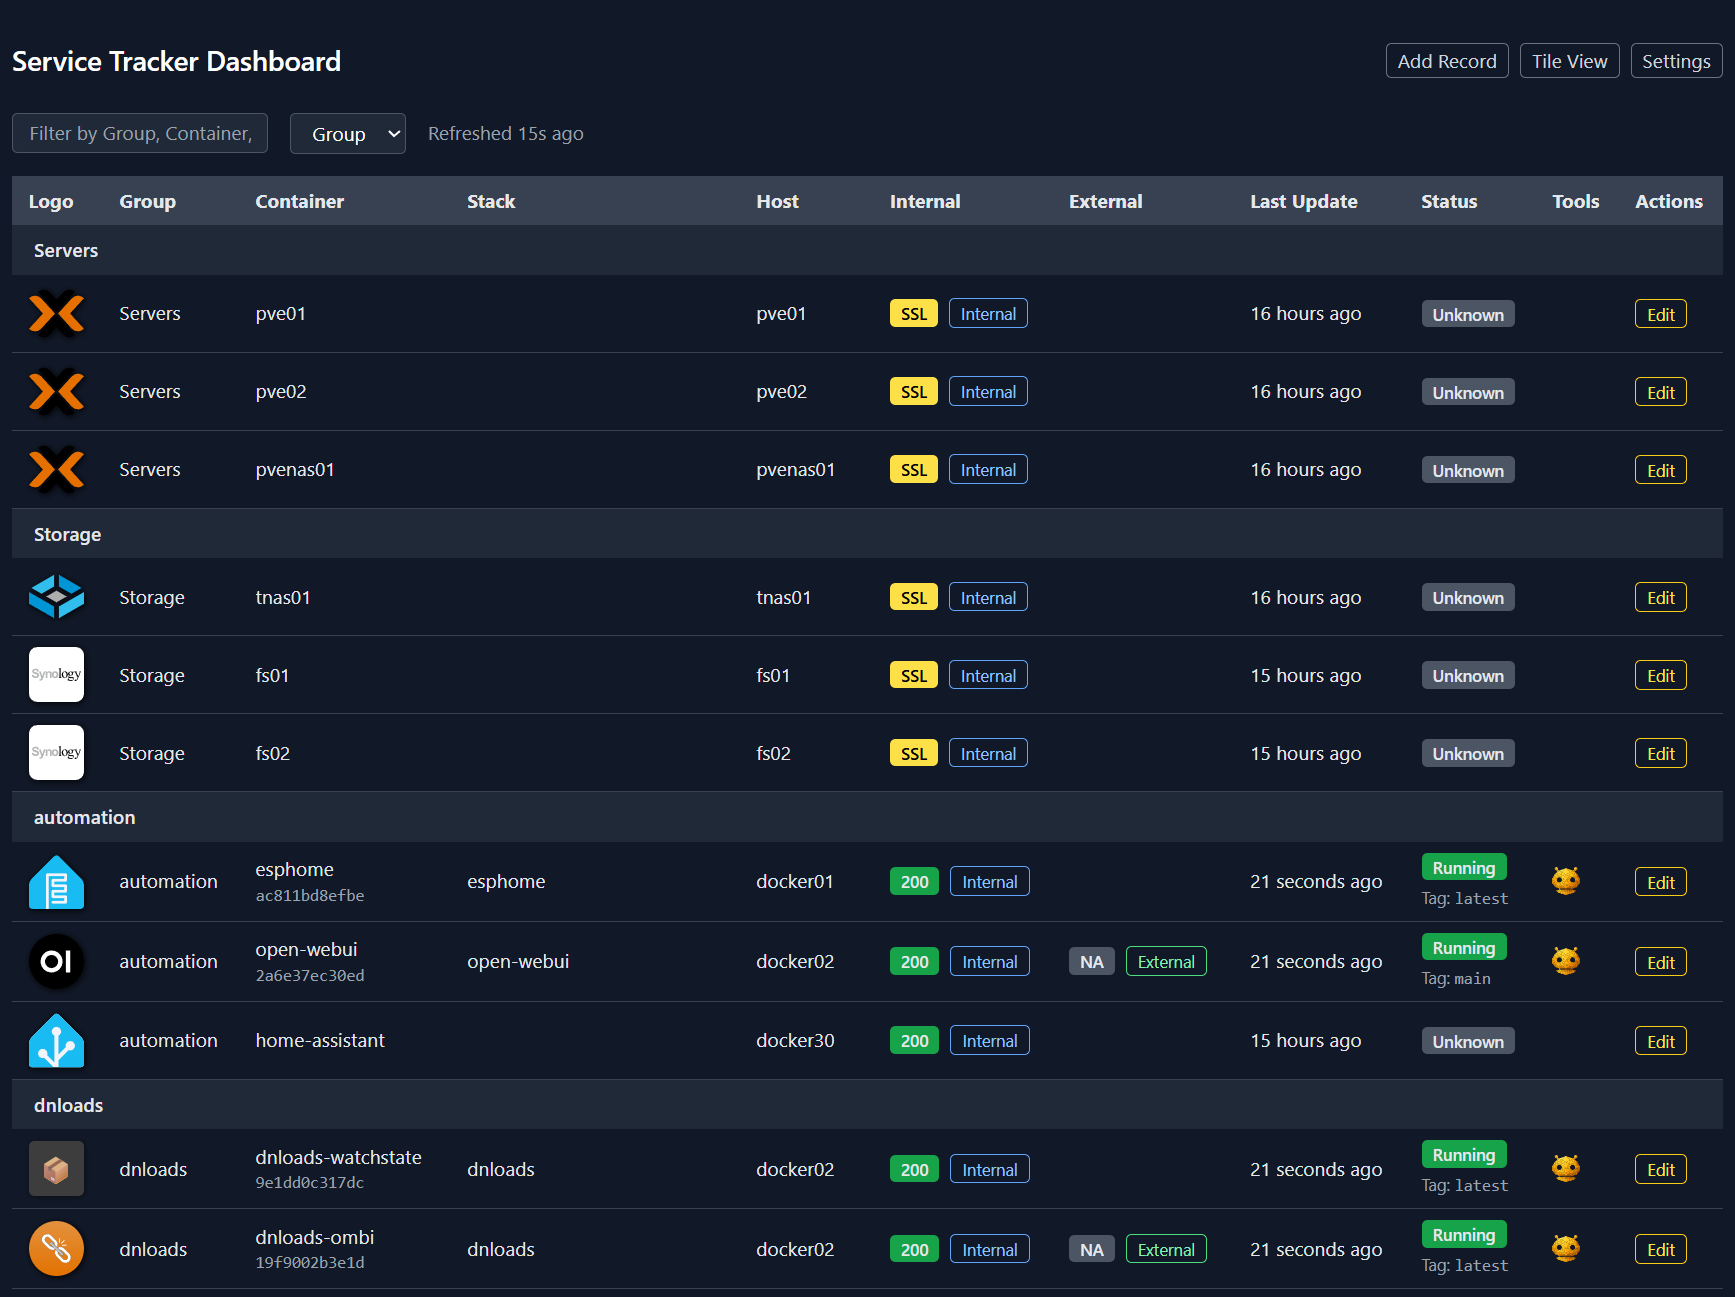 Service Tracker Dashboard
Add Record Tile View Settings
Filter by Group, Container, Group Refreshed 15s ago
Logo Group Container Stack Host Internal External Last Update Status Tools Actions
Servers
Servers pve01 pve01 SSL Internal 16 hours ago Unknown Edit
Servers pve02 pve02 SSL Internal 16 hours ago Unknown Edit
Servers pvenas01 pvenas01 SSL Internal 16 hours ago Unknown Edit
Storage
Storage tnas01 tnas01 SSL Internal 16 hours ago Unknown Edit
Synology Storage fs01 fs01 SSL Internal 15 hours ago Unknown Edit
Synology Storage fs02 fs02 SSL Internal 15 hours ago Unknown Edit
automation
automation esphome esphome docker01 200 Internal 21 seconds ago Running Edit
ac811bd8efbe Tag: latest
OI automation open-webui open-webui docker02 200 Internal NA External 21 seconds ago Running Edit
2a6e37ec30ed Tag: main
automation home-assistant docker30 200 Internal 15 hours ago Unknown Edit
dnloads
dnloads dnloads-watchstate dnloads docker02 200 Internal 21 seconds ago Running Edit
9e1dd0c317dc Tag: latest
dnloads dnloads-ombi dnloads docker02 200 Internal NA External 21 seconds ago Running Edit
19f9002b3e1d Tag: latest